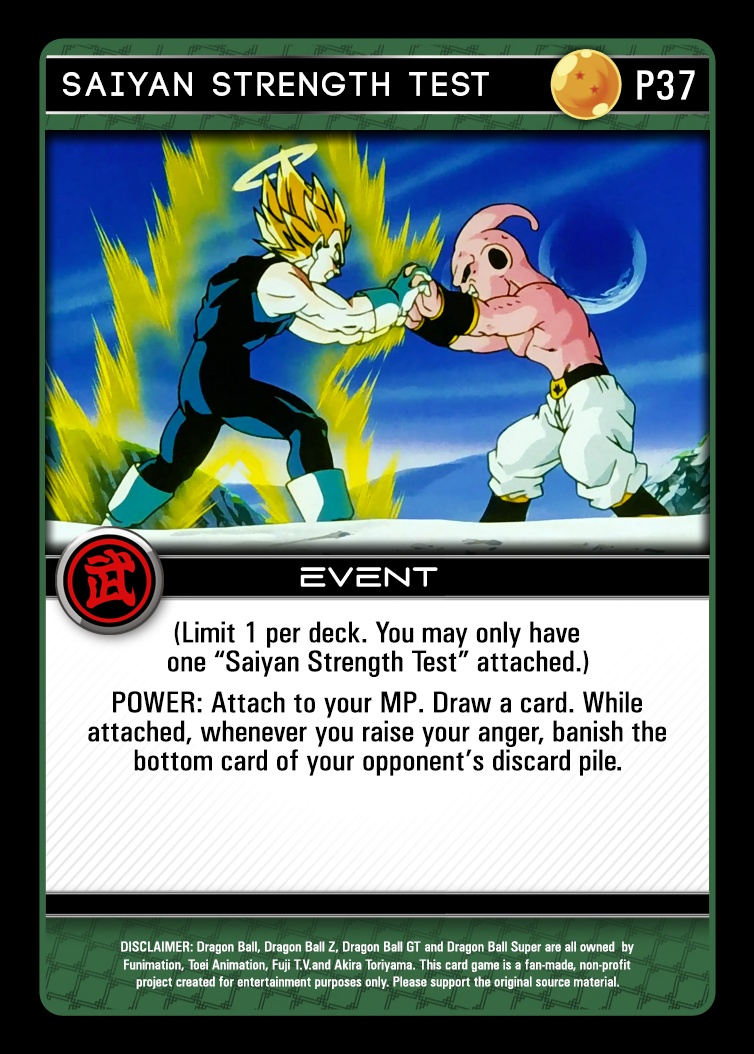 SAIYAN STRENGTH TEST
P37
武
EVENT
(Limit 1 per deck. You may only have
one “Saiyan Strength Test” attached.)
POWER: Attach to your MP. Draw a card. While
attached, whenever you raise your anger, banish the
bottom card of your opponent’s discard pile.
DISCLAIMER: Dragon Ball, Dragon Ball Z, Dragon Ball GT and Dragon Ball Super are all owned by
Funimation, Toei Animation, Fuji T.V.and Akira Toriyama. This card game is a fan-made, non-profit
project created for entertainment purposes only. Please support the original source material.